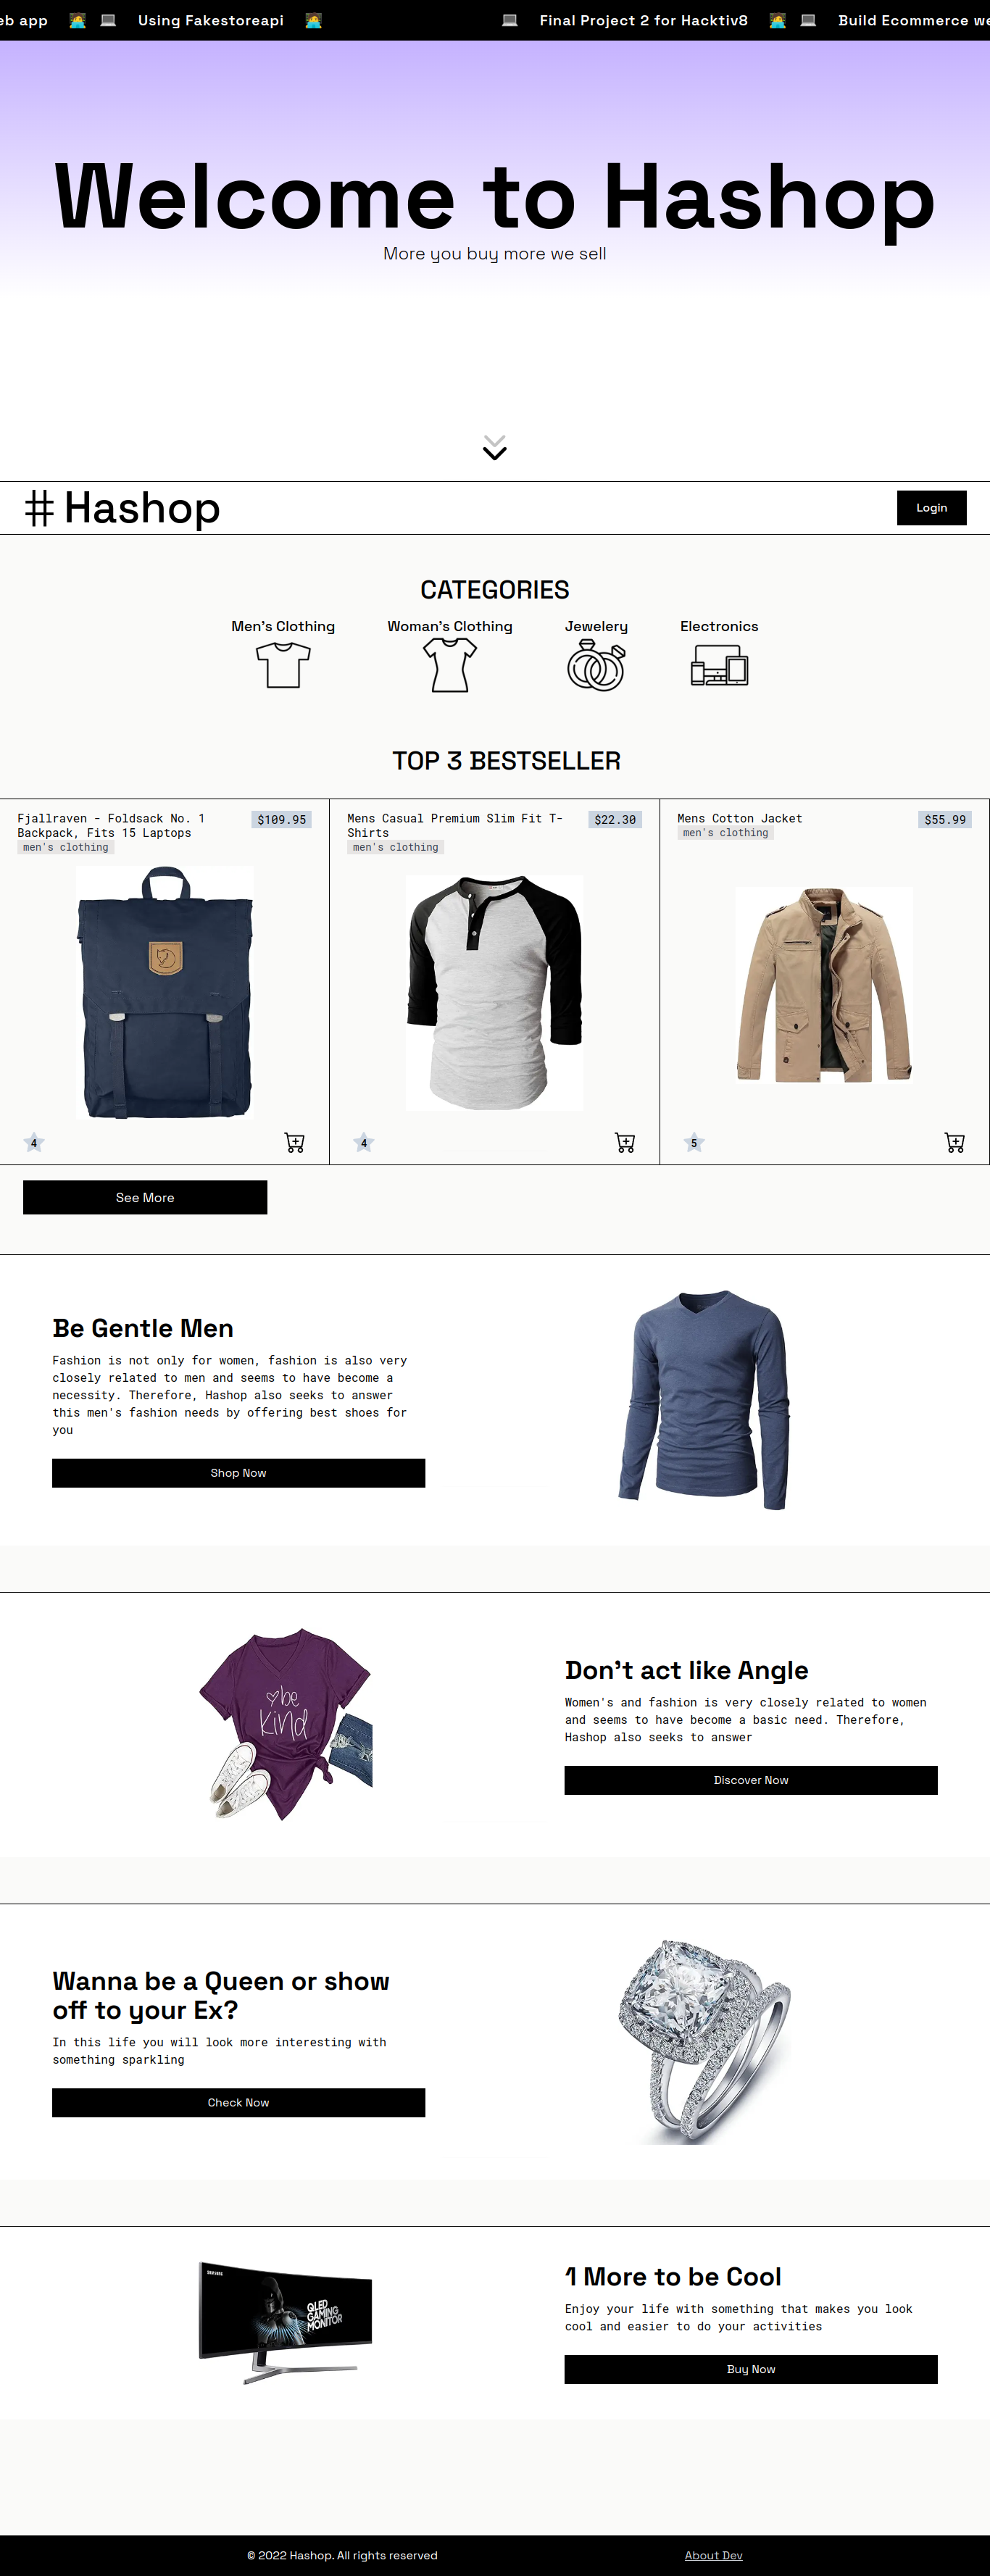 eb app 🧑‍💻 💻 Using Fakestoreapi 🧑‍💻 💻 Final Project 2 for Hacktiv8 🧑‍💻 💻 Build Ecommerce we
Welcome to Hashop
More you buy more we sell
# Hashop
Login
CATEGORIES
Men's Clothing
Woman's Clothing
Jewelery
Electronics
TOP 3 BESTSELLER
Fjallraven - Foldsack No. 1
Backpack, Fits 15 Laptops
$109.95
men's clothing
4
Mens Casual Premium Slim Fit T-
Shirts
$22.30
men's clothing
4
Mens Cotton Jacket
$55.99
men's clothing
5
See More
Be Gentle Men
Fashion is not only for women, fashion is also very
closely related to men and seems to have become a
necessity. Therefore, Hashop also seeks to answer
this men's fashion needs by offering best shoes for
you
Shop Now
be
kind
Don't act like Angle
Women's and fashion is very closely related to women
and seems to have become a basic need. Therefore,
Hashop also seeks to answer
Discover Now
Wanna be a Queen or show
off to your Ex?
In this life you will look more interesting with
something sparkling
Check Now
SAMSUNG
QLED
GAMING
MONITOR
1 More to be Cool
Enjoy your life with something that makes you look
cool and easier to do your activities
Buy Now
© 2022 Hashop. All rights reserved
About Dev